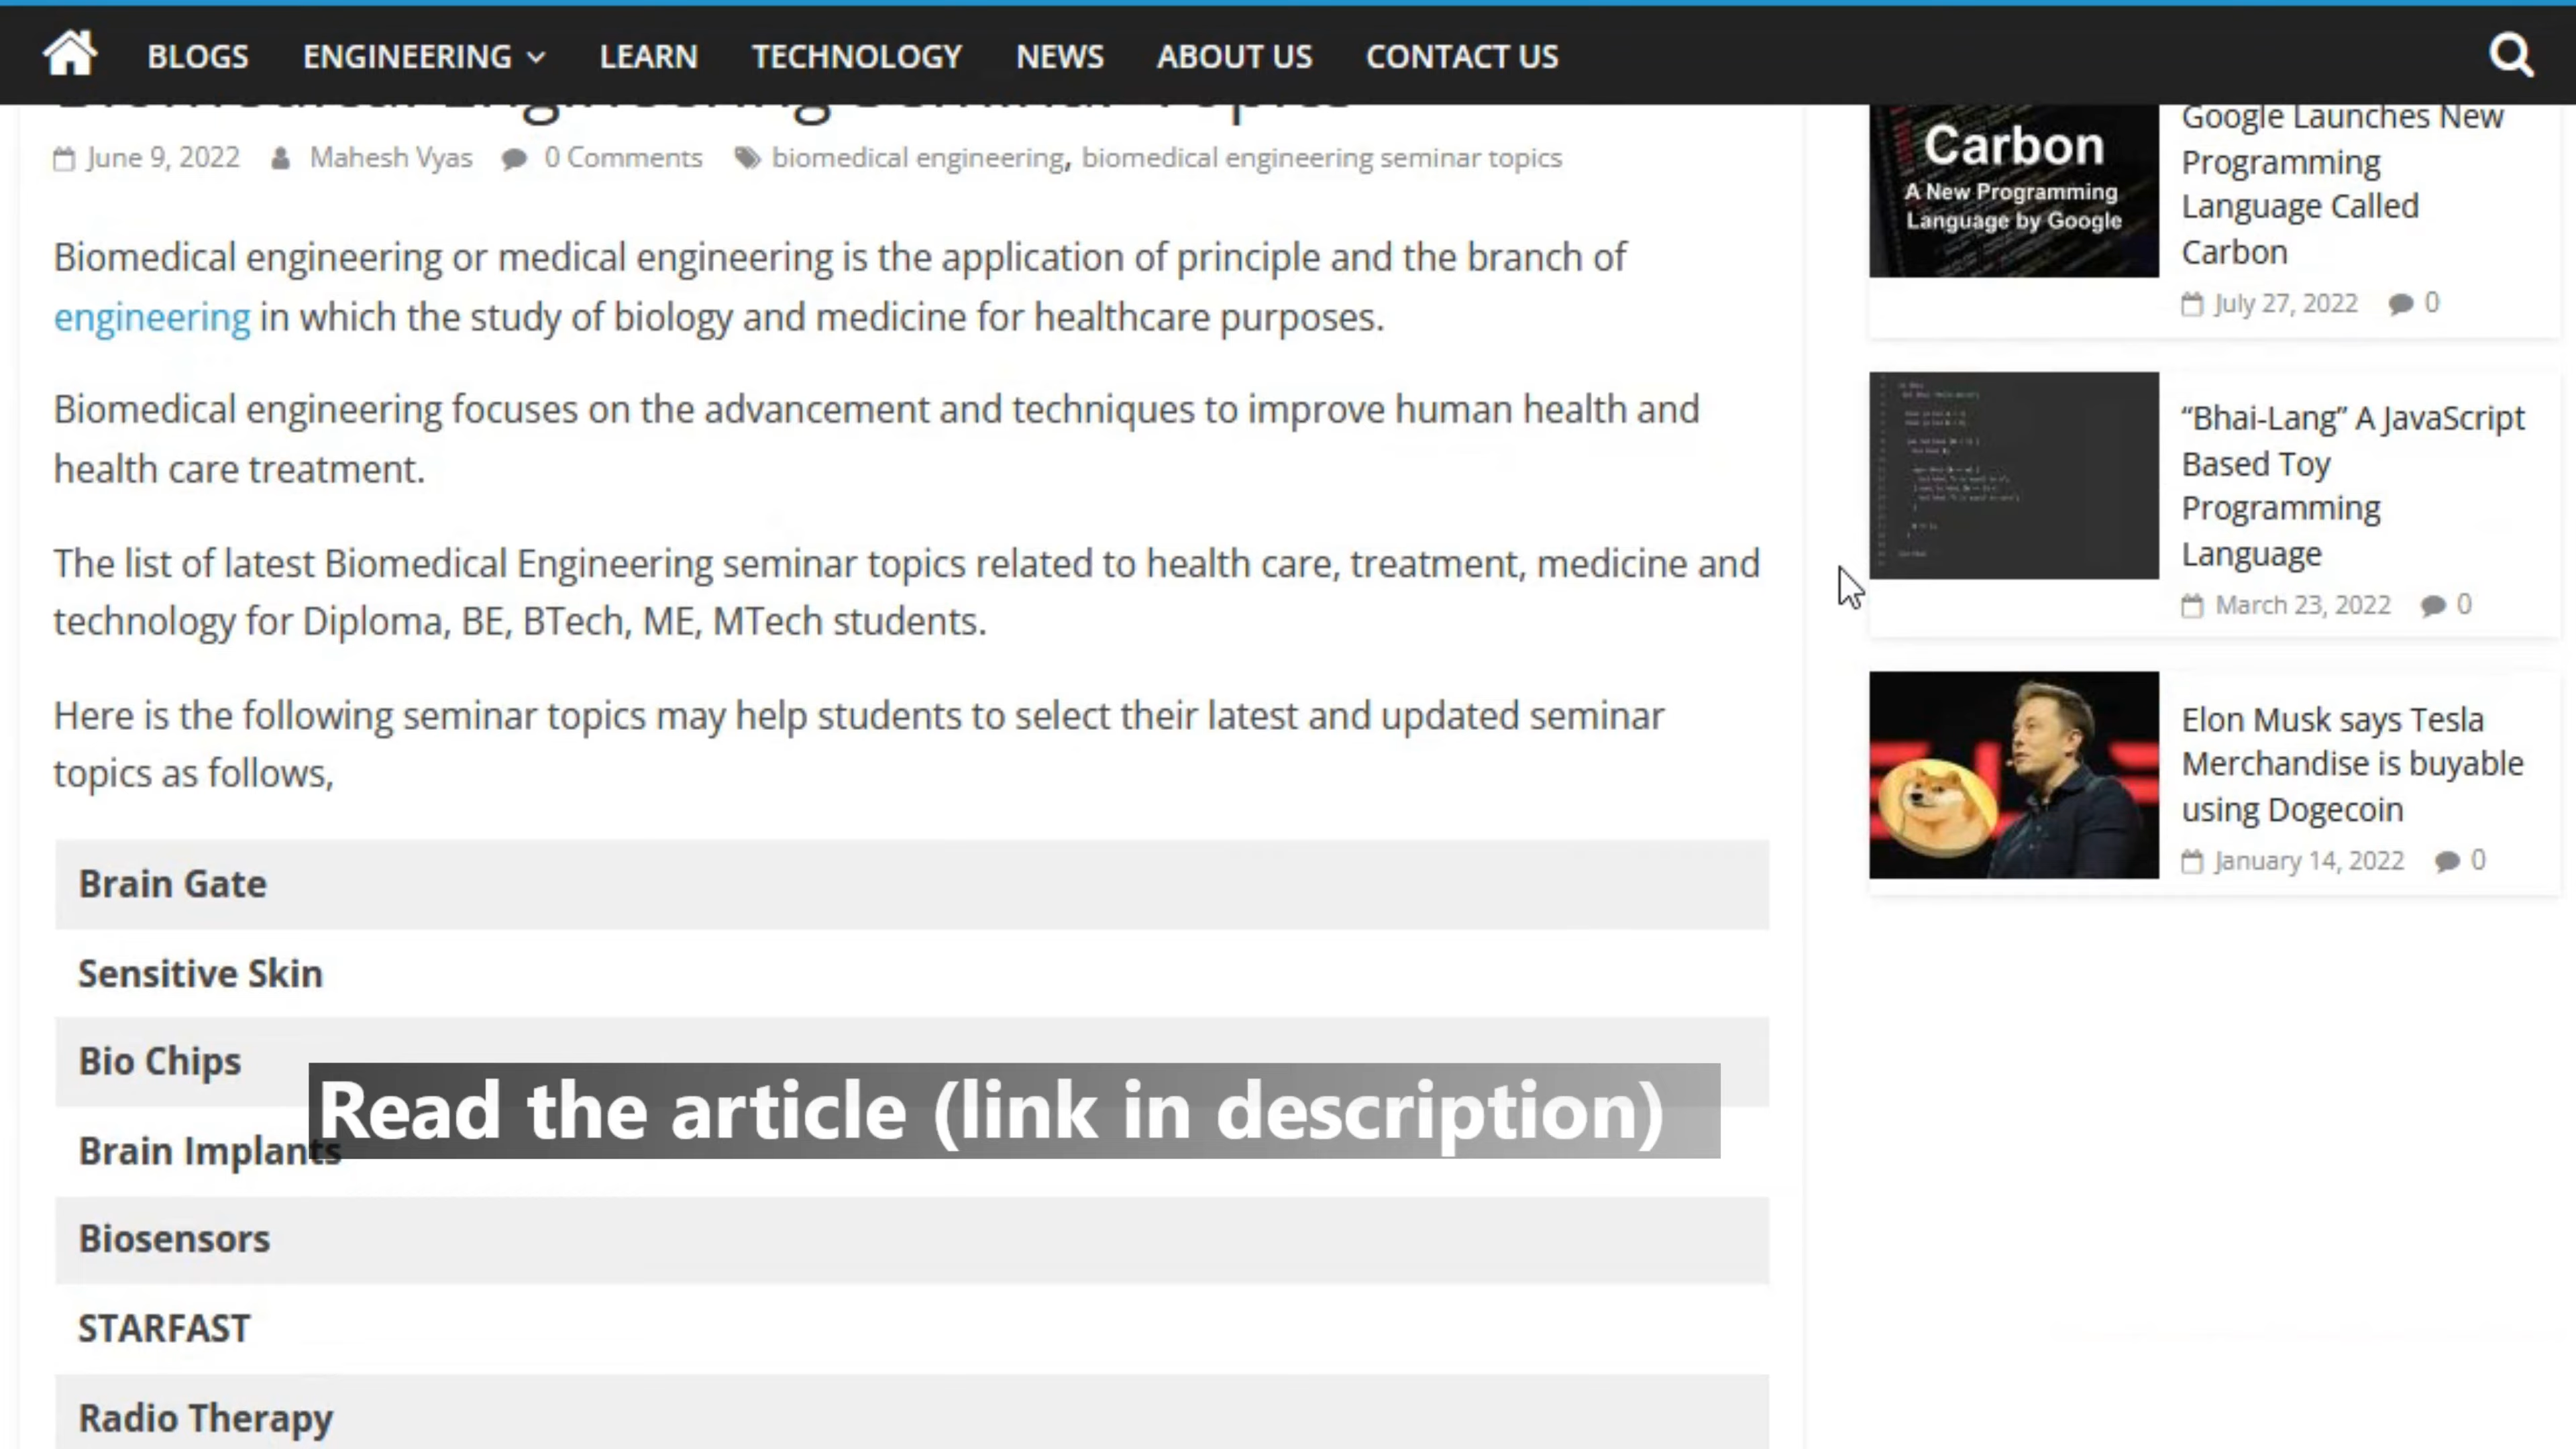 BLOGS ENGINEERING LEARN TECHNOLOGY NEWS ABOUT US CONTACT US
Biomedical Engineering Seminar Topics
June 9, 2022 Mahesh Vyas 0 Comments biomedical engineering, biomedical engineering seminar topics
Biomedical engineering or medical engineering is the application of principle and the branch of
engineering in which the study of biology and medicine for healthcare purposes.
Biomedical engineering focuses on the advancement and techniques to improve human health and
health care treatment.
The list of latest Biomedical Engineering seminar topics related to health care, treatment, medicine and
technology for Diploma, BE, BTech, ME, MTech students.
Here is the following seminar topics may help students to select their latest and updated seminar
topics as follows,
Brain Gate
Sensitive Skin
Bio Chips
Read the article (link in description)
Brain Implants
Biosensors
STARFAST
Radio Therapy
Carbon
A New Programming
Language by Google
Google Launches New
Programming
Language Called
Carbon
July 27, 2022 0
“Bhai-Lang” A JavaScript
Based Toy
Programming
Language
March 23, 2022 0
Elon Musk says Tesla
Merchandise is buyable
using Dogecoin
January 14, 2022 0